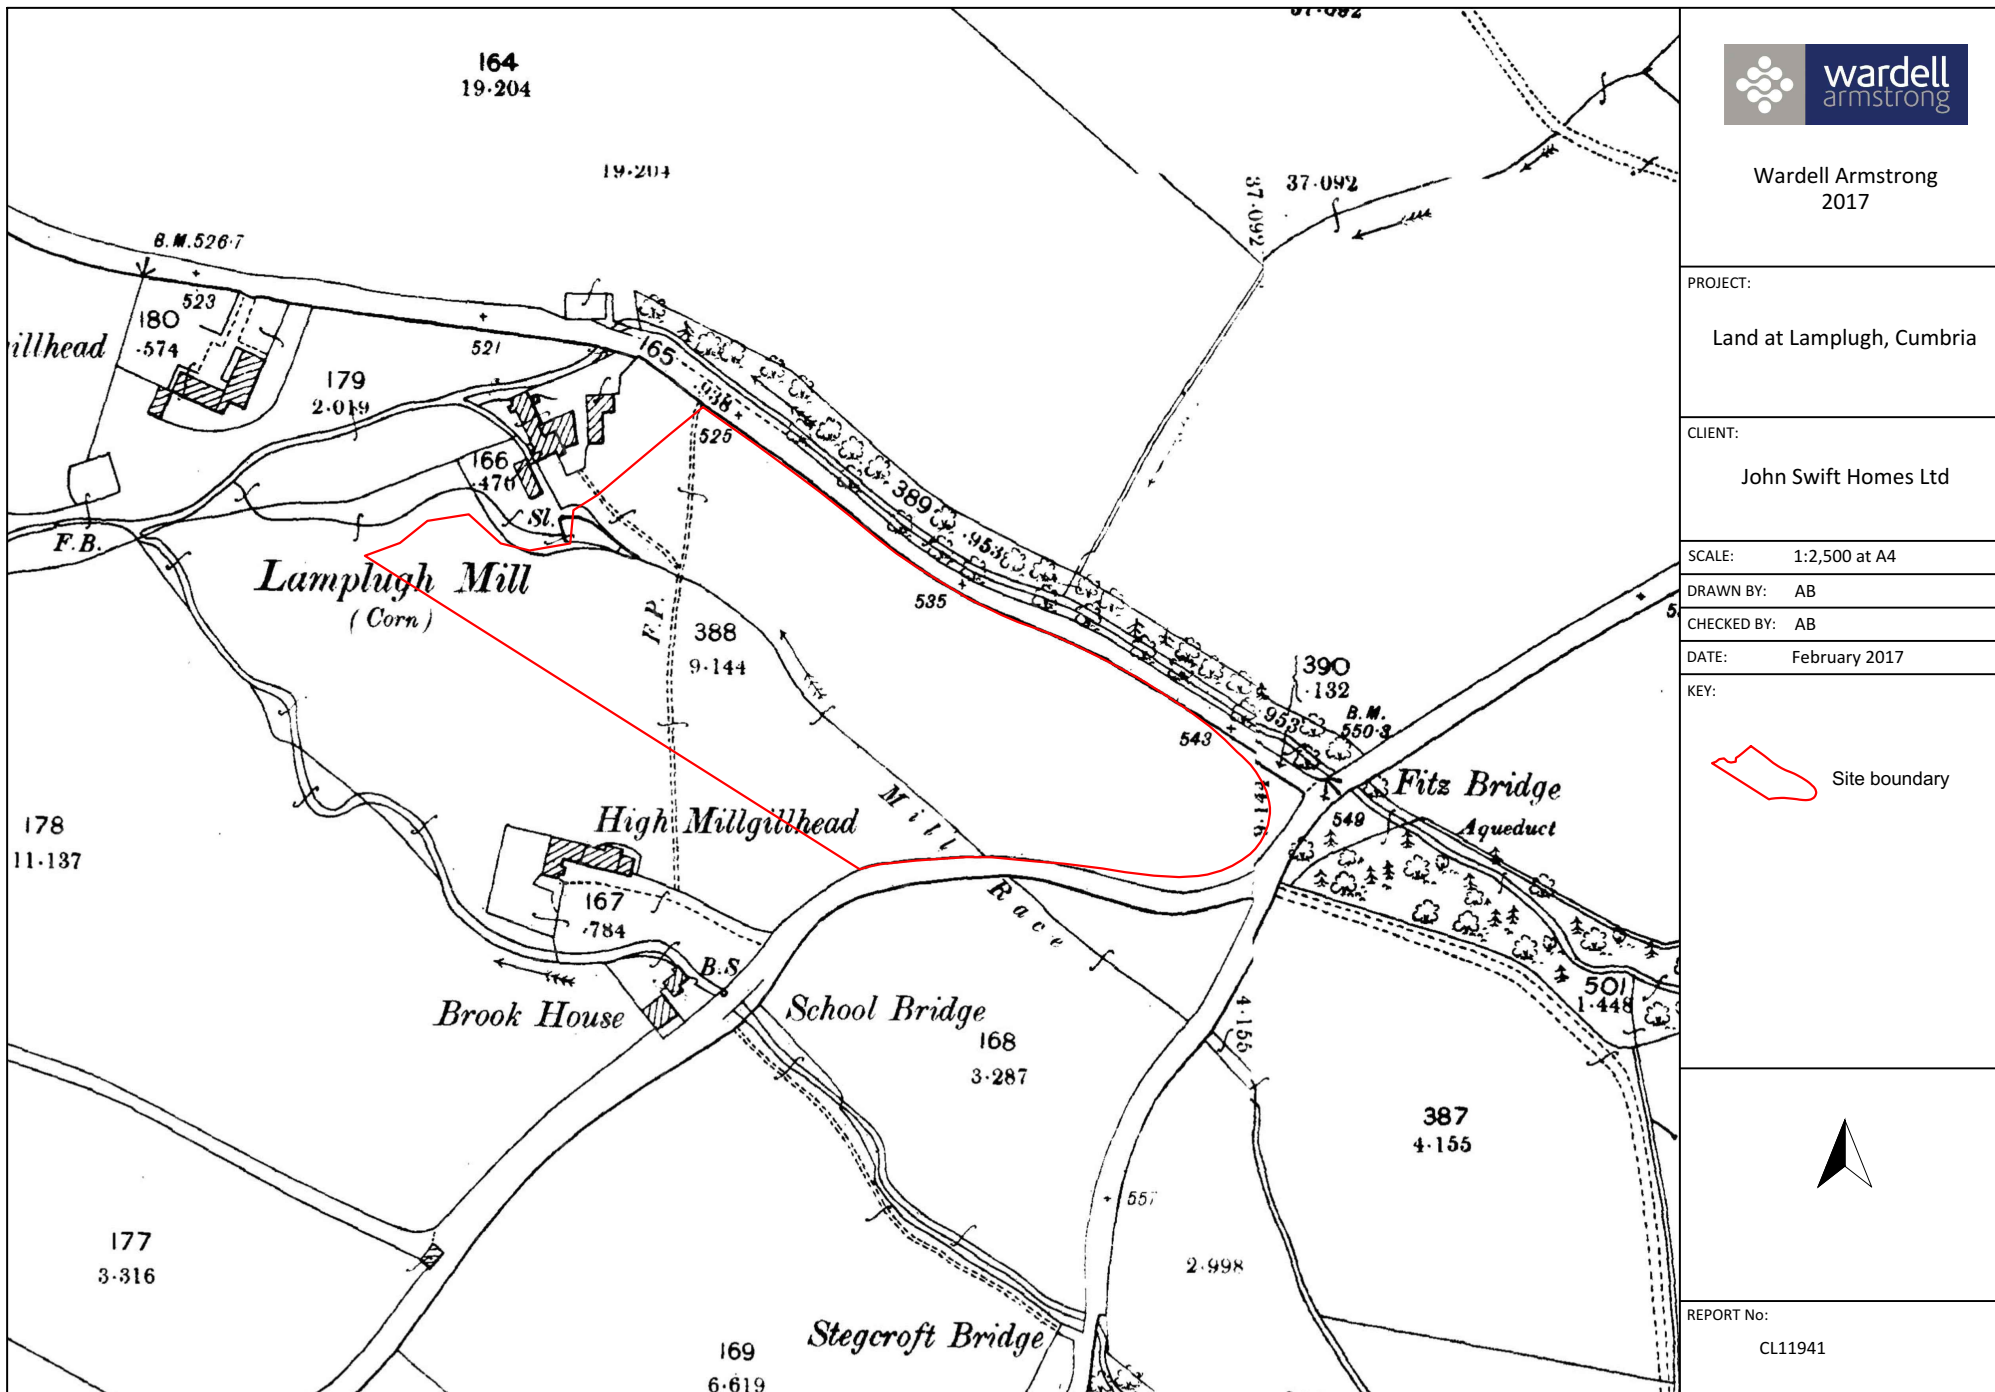 37·092
164
19·204
19·204
37·092
37·092
B.M.526·7
523
180
·574
illhead
521
179
2·019
165
·938
525
166
·470
Sl.
F.B.
389
·953
535
Lamplugh Mill
(Corn)
F.P.
388
9·144
390
·132
B.M.
550·3
·953
543
Fitz Bridge
549
Aqueduct
9·144
178
11·137
High Millgillhead
Mill Race
167
·784
B.S
Brook House
School Bridge
168
3·287
4·155
501
1·448
387
4·155
557
177
3·316
2·998
Stegcroft Bridge
169
6·619
wardell
armstrong
Wardell Armstrong
2017
PROJECT:
Land at Lamplugh, Cumbria
CLIENT:
John Swift Homes Ltd
SCALE: 1:2,500 at A4
DRAWN BY: AB
CHECKED BY: AB
DATE: February 2017
KEY:
Site boundary
REPORT No:
CL11941